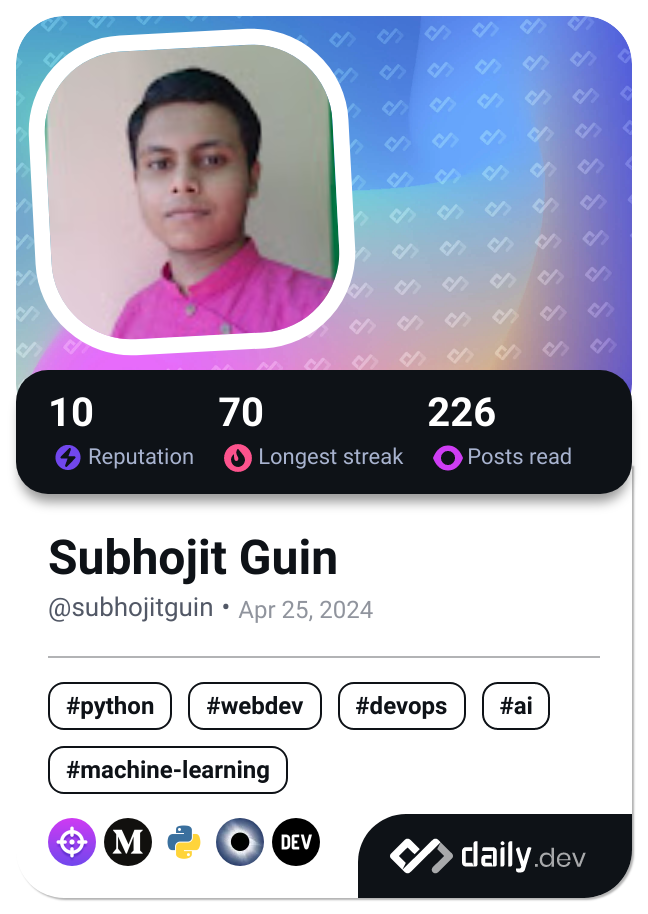 10 70 226
Reputation Longest streak Posts read
Subhojit Guin
@subhojitguin • Apr 25, 2024
#python #webdev #devops #ai
#machine-learning
M DEV
daily.dev